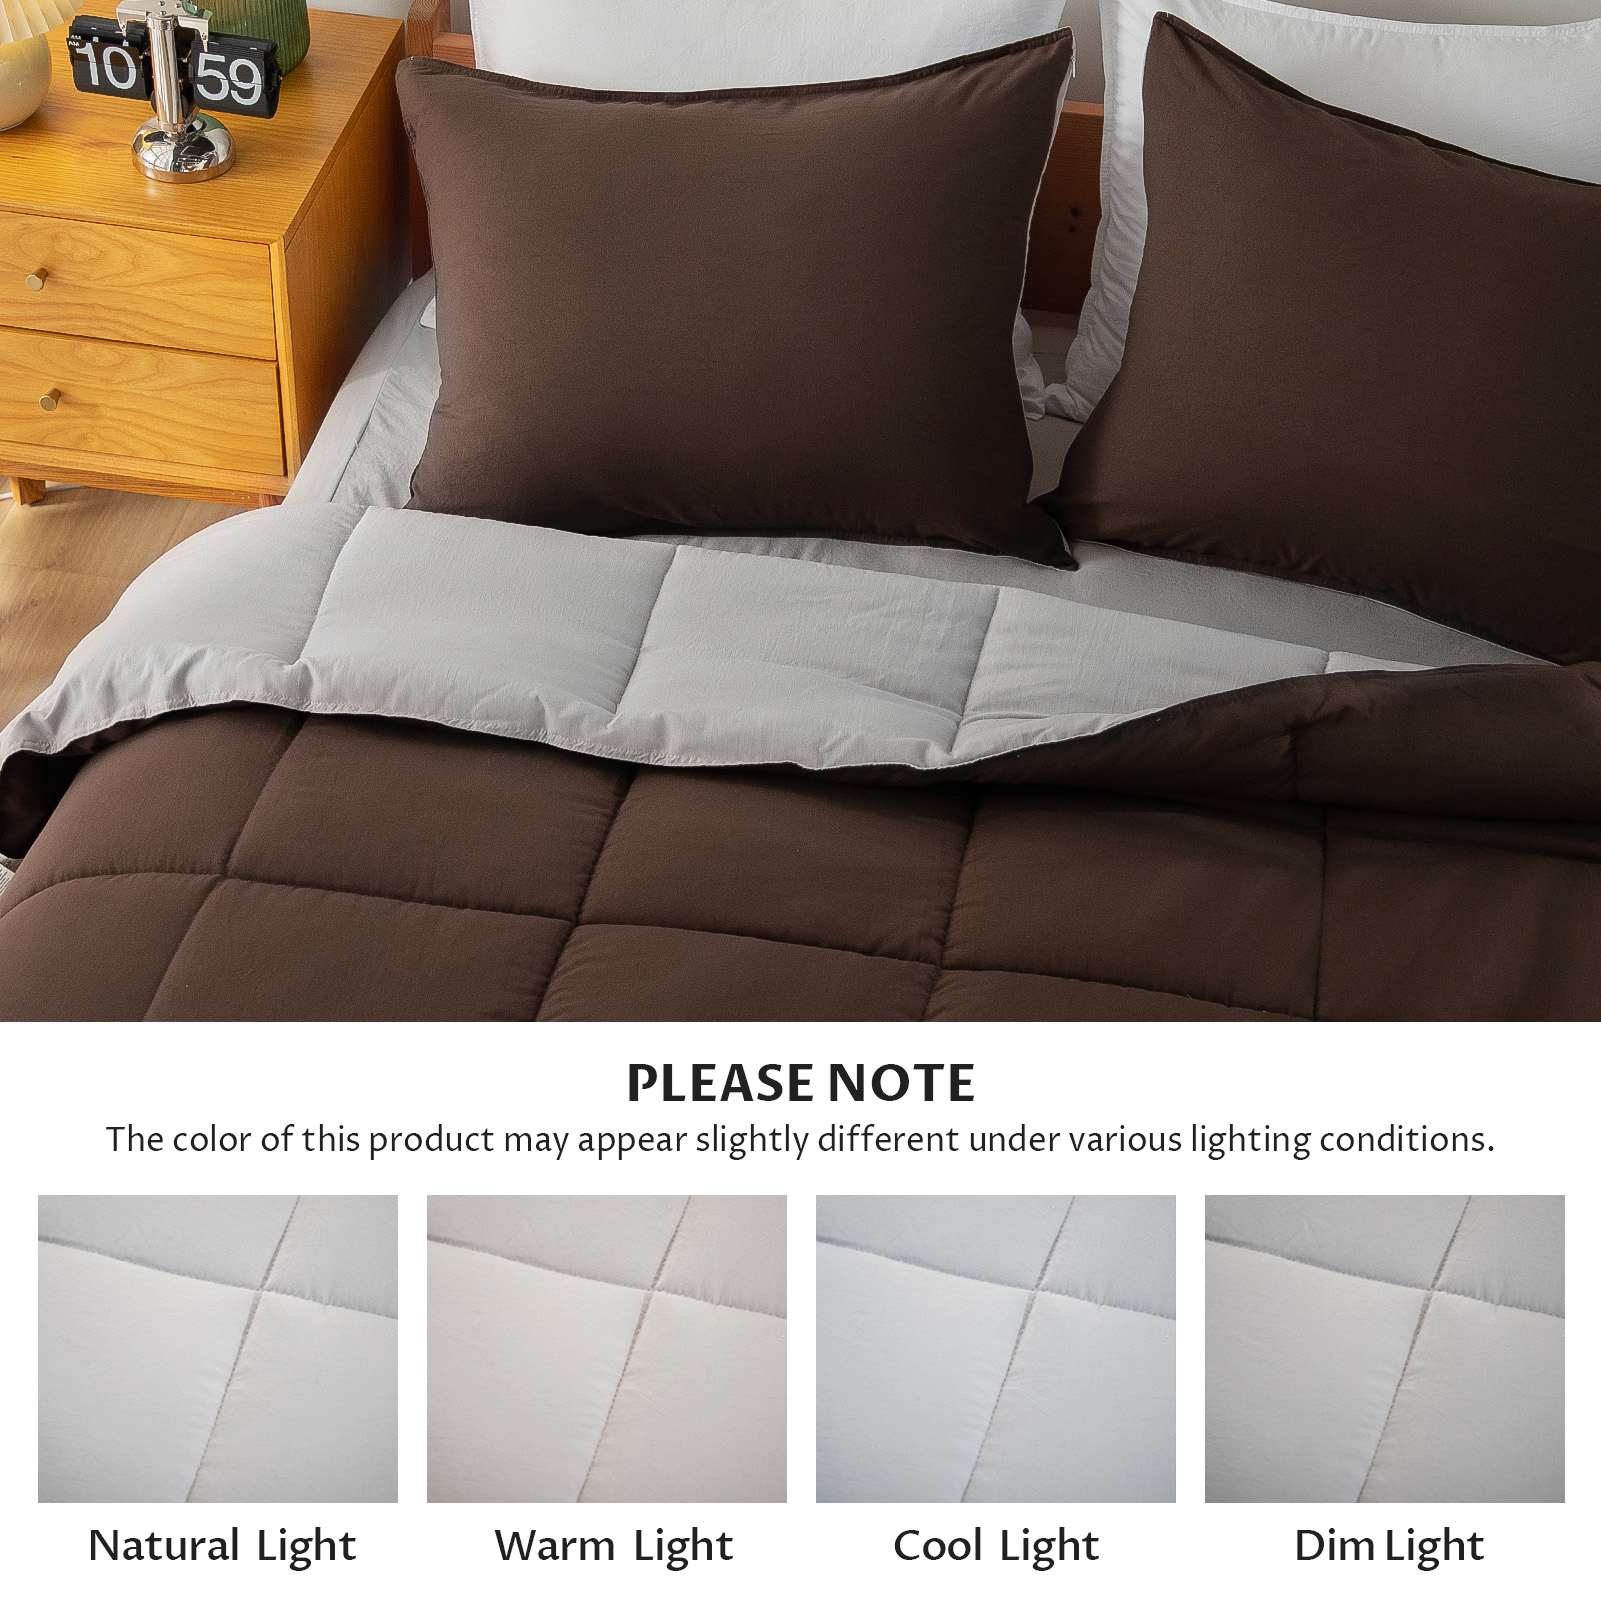 AM
10 59
PLEASE NOTE
The color of this product may appear slightly different under various lighting conditions.
Natural Light Warm Light Cool Light Dim Light